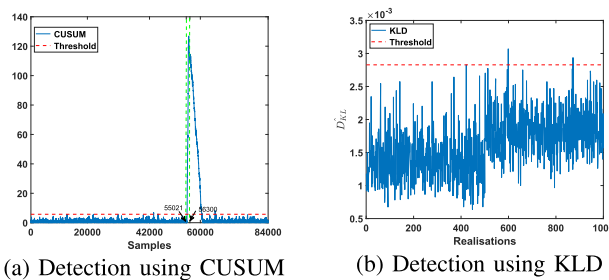 140
120
100
80
60
40
20
0
CUSUM
Threshold
55021
56300
0 20000 40000 60000 84000
Samples
(a) Detection using CUSUM
×10⁻³
3.5
3
2.5
2
1.5
1
0.5
KLD
Threshold
D̂_KL
0 200 400 600 800 100
Realisations
(b) Detection using KLD